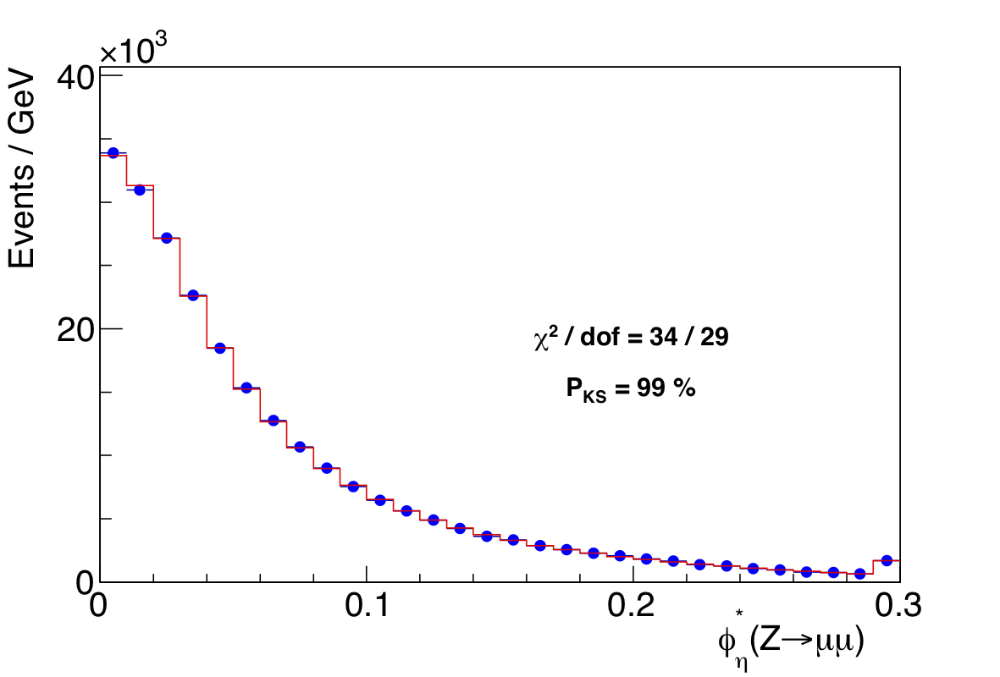 ×10³
40
20
0
Events / GeV
χ² / dof = 34 / 29
P_KS = 99 %
0 0.1 0.2 0.3
ϕ*_η(Z→μμ)